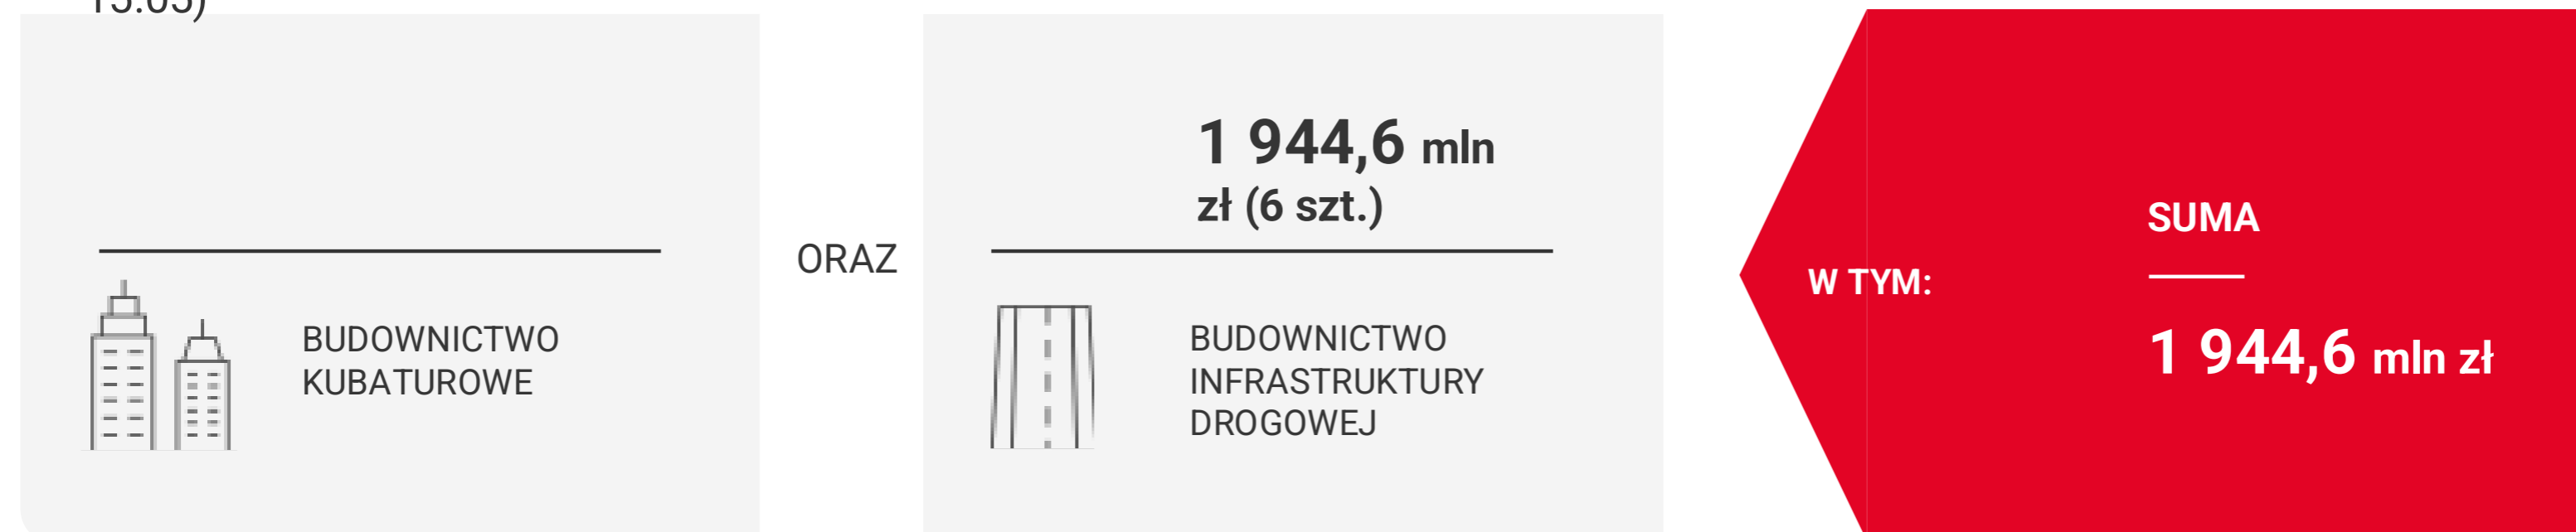 1 944,6 mln
zł (6 szt.)
BUDOWNICTWO
KUBATUROWE
ORAZ
BUDOWNICTWO
INFRASTRUKTURY
DROGOWEJ
W TYM:
SUMA
1 944,6 mln zł